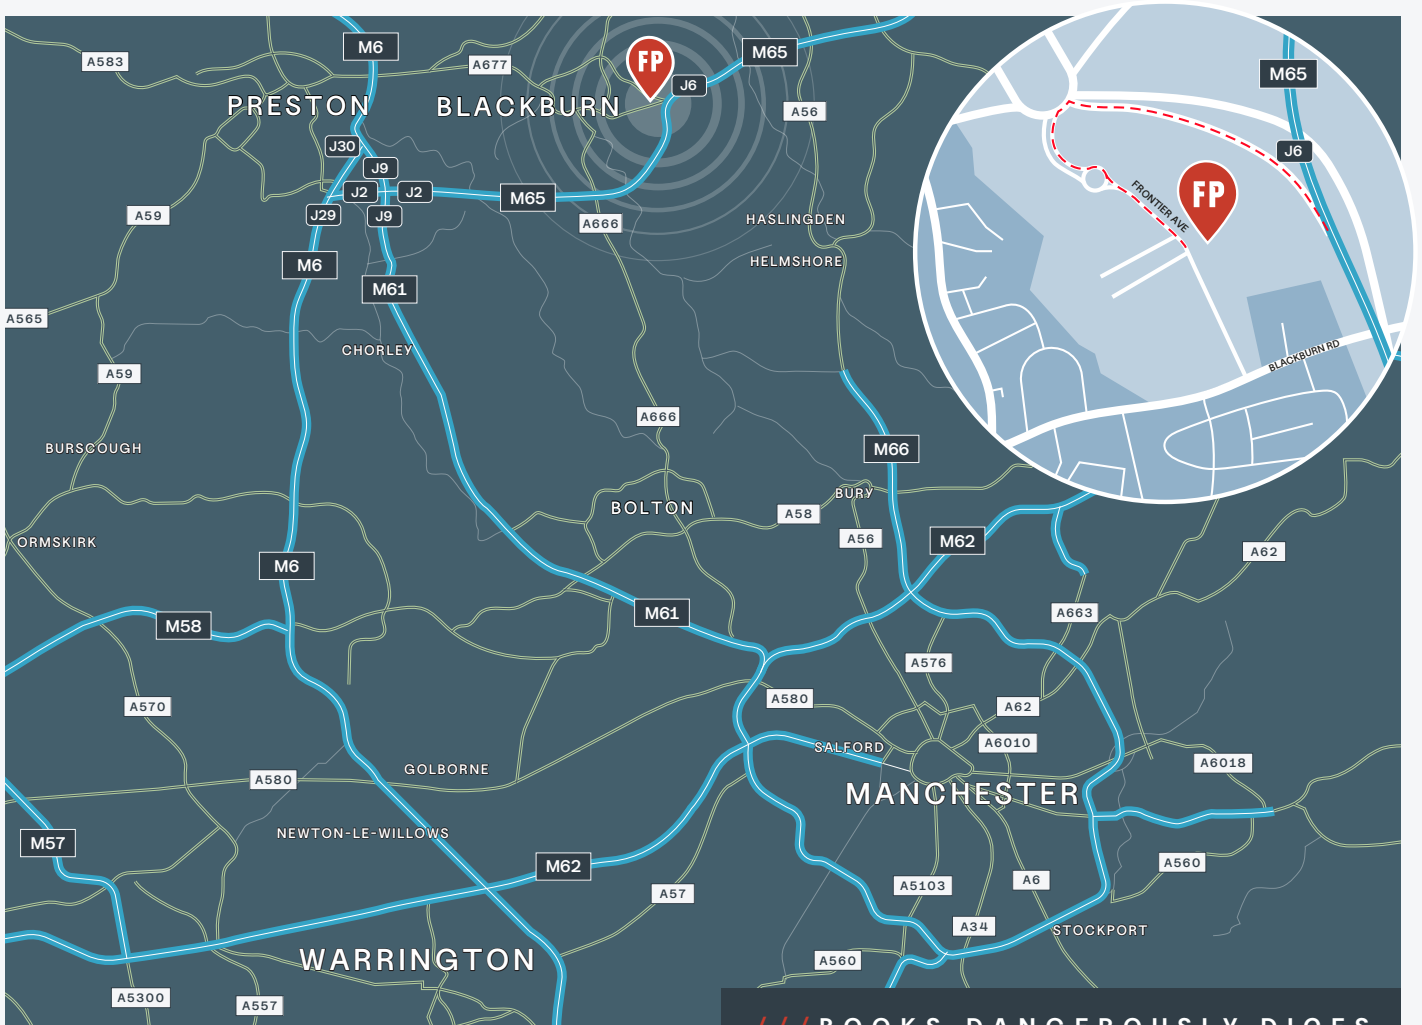 M6
A583
A677
FP
J6
M65
A56
M65
PRESTON
BLACKBURN
J30
J9
J2
J2
M65
J29
J9
A59
A666
HASLINGDEN
HELMSHORE
M6
M61
A565
CHORLEY
A59
A666
BURSCOUGH
M66
BURY
BOLTON
A58
A56
M62
ORMSKIRK
A62
M6
M61
A663
M58
A576
A580
A62
A570
A6010
SALFORD
A6018
GOLBORNE
A580
MANCHESTER
NEWTON-LE-WILLOWS
M57
M62
A560
A57
A5103
A6
A34
STOCKPORT
WARRINGTON
A560
A5300
A557
J6
FRONTIER AVE
FP
BLACKBURN RD
///BOOKS.DANGEROUSLY.DIGES